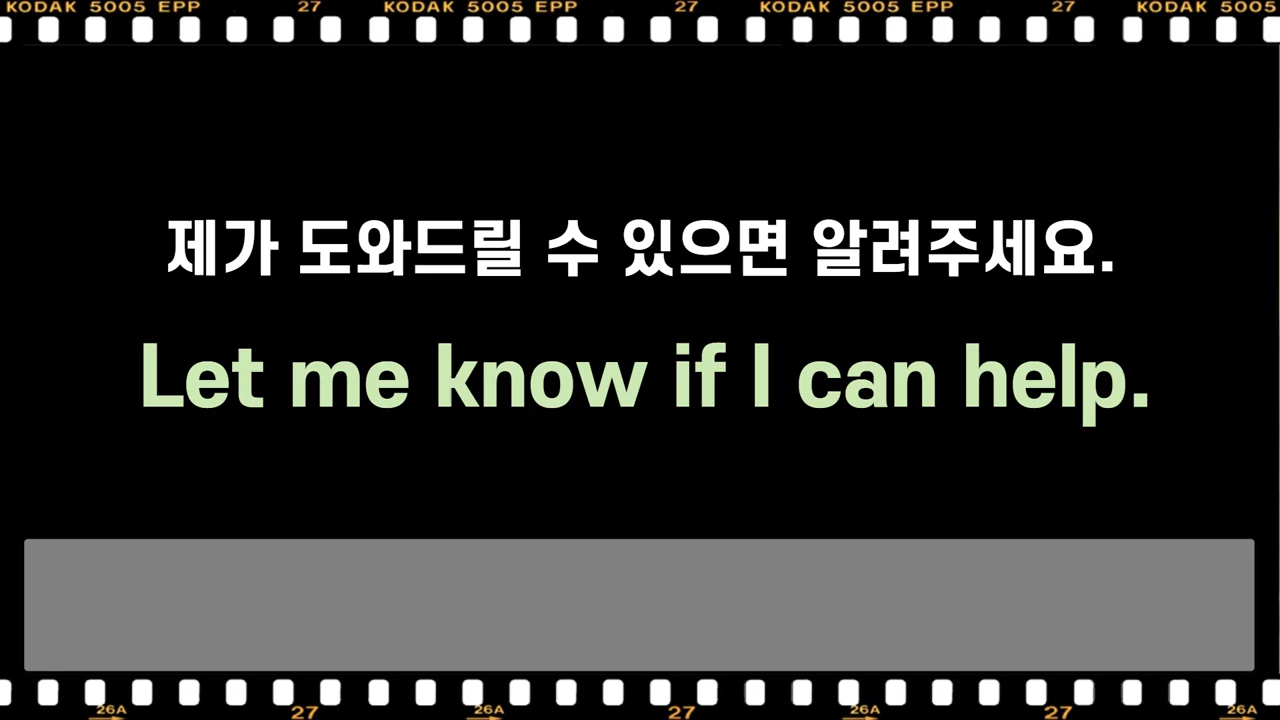 KODAK 5005 EPP 27 KODAK 5005 EPP 27 KODAK 5005 EPP 27 KODAK 5005
제가 도와드릴 수 있으면 알려주세요.
Let me know if I can help.
26A 27 26A 27 26A 27 26A